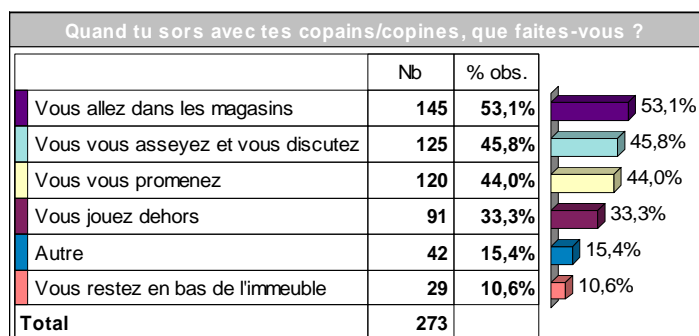 Quand tu sors avec tes copains/copines, que faites-vous ?
Nb % obs.
Vous allez dans les magasins 145 53,1% 53,1%
Vous vous asseyez et vous discutez 125 45,8% 45,8%
Vous vous promenez 120 44,0% 44,0%
Vous jouez dehors 91 33,3% 33,3%
Autre 42 15,4% 15,4%
Vous restez en bas de l'immeuble 29 10,6% 10,6%
Total 273